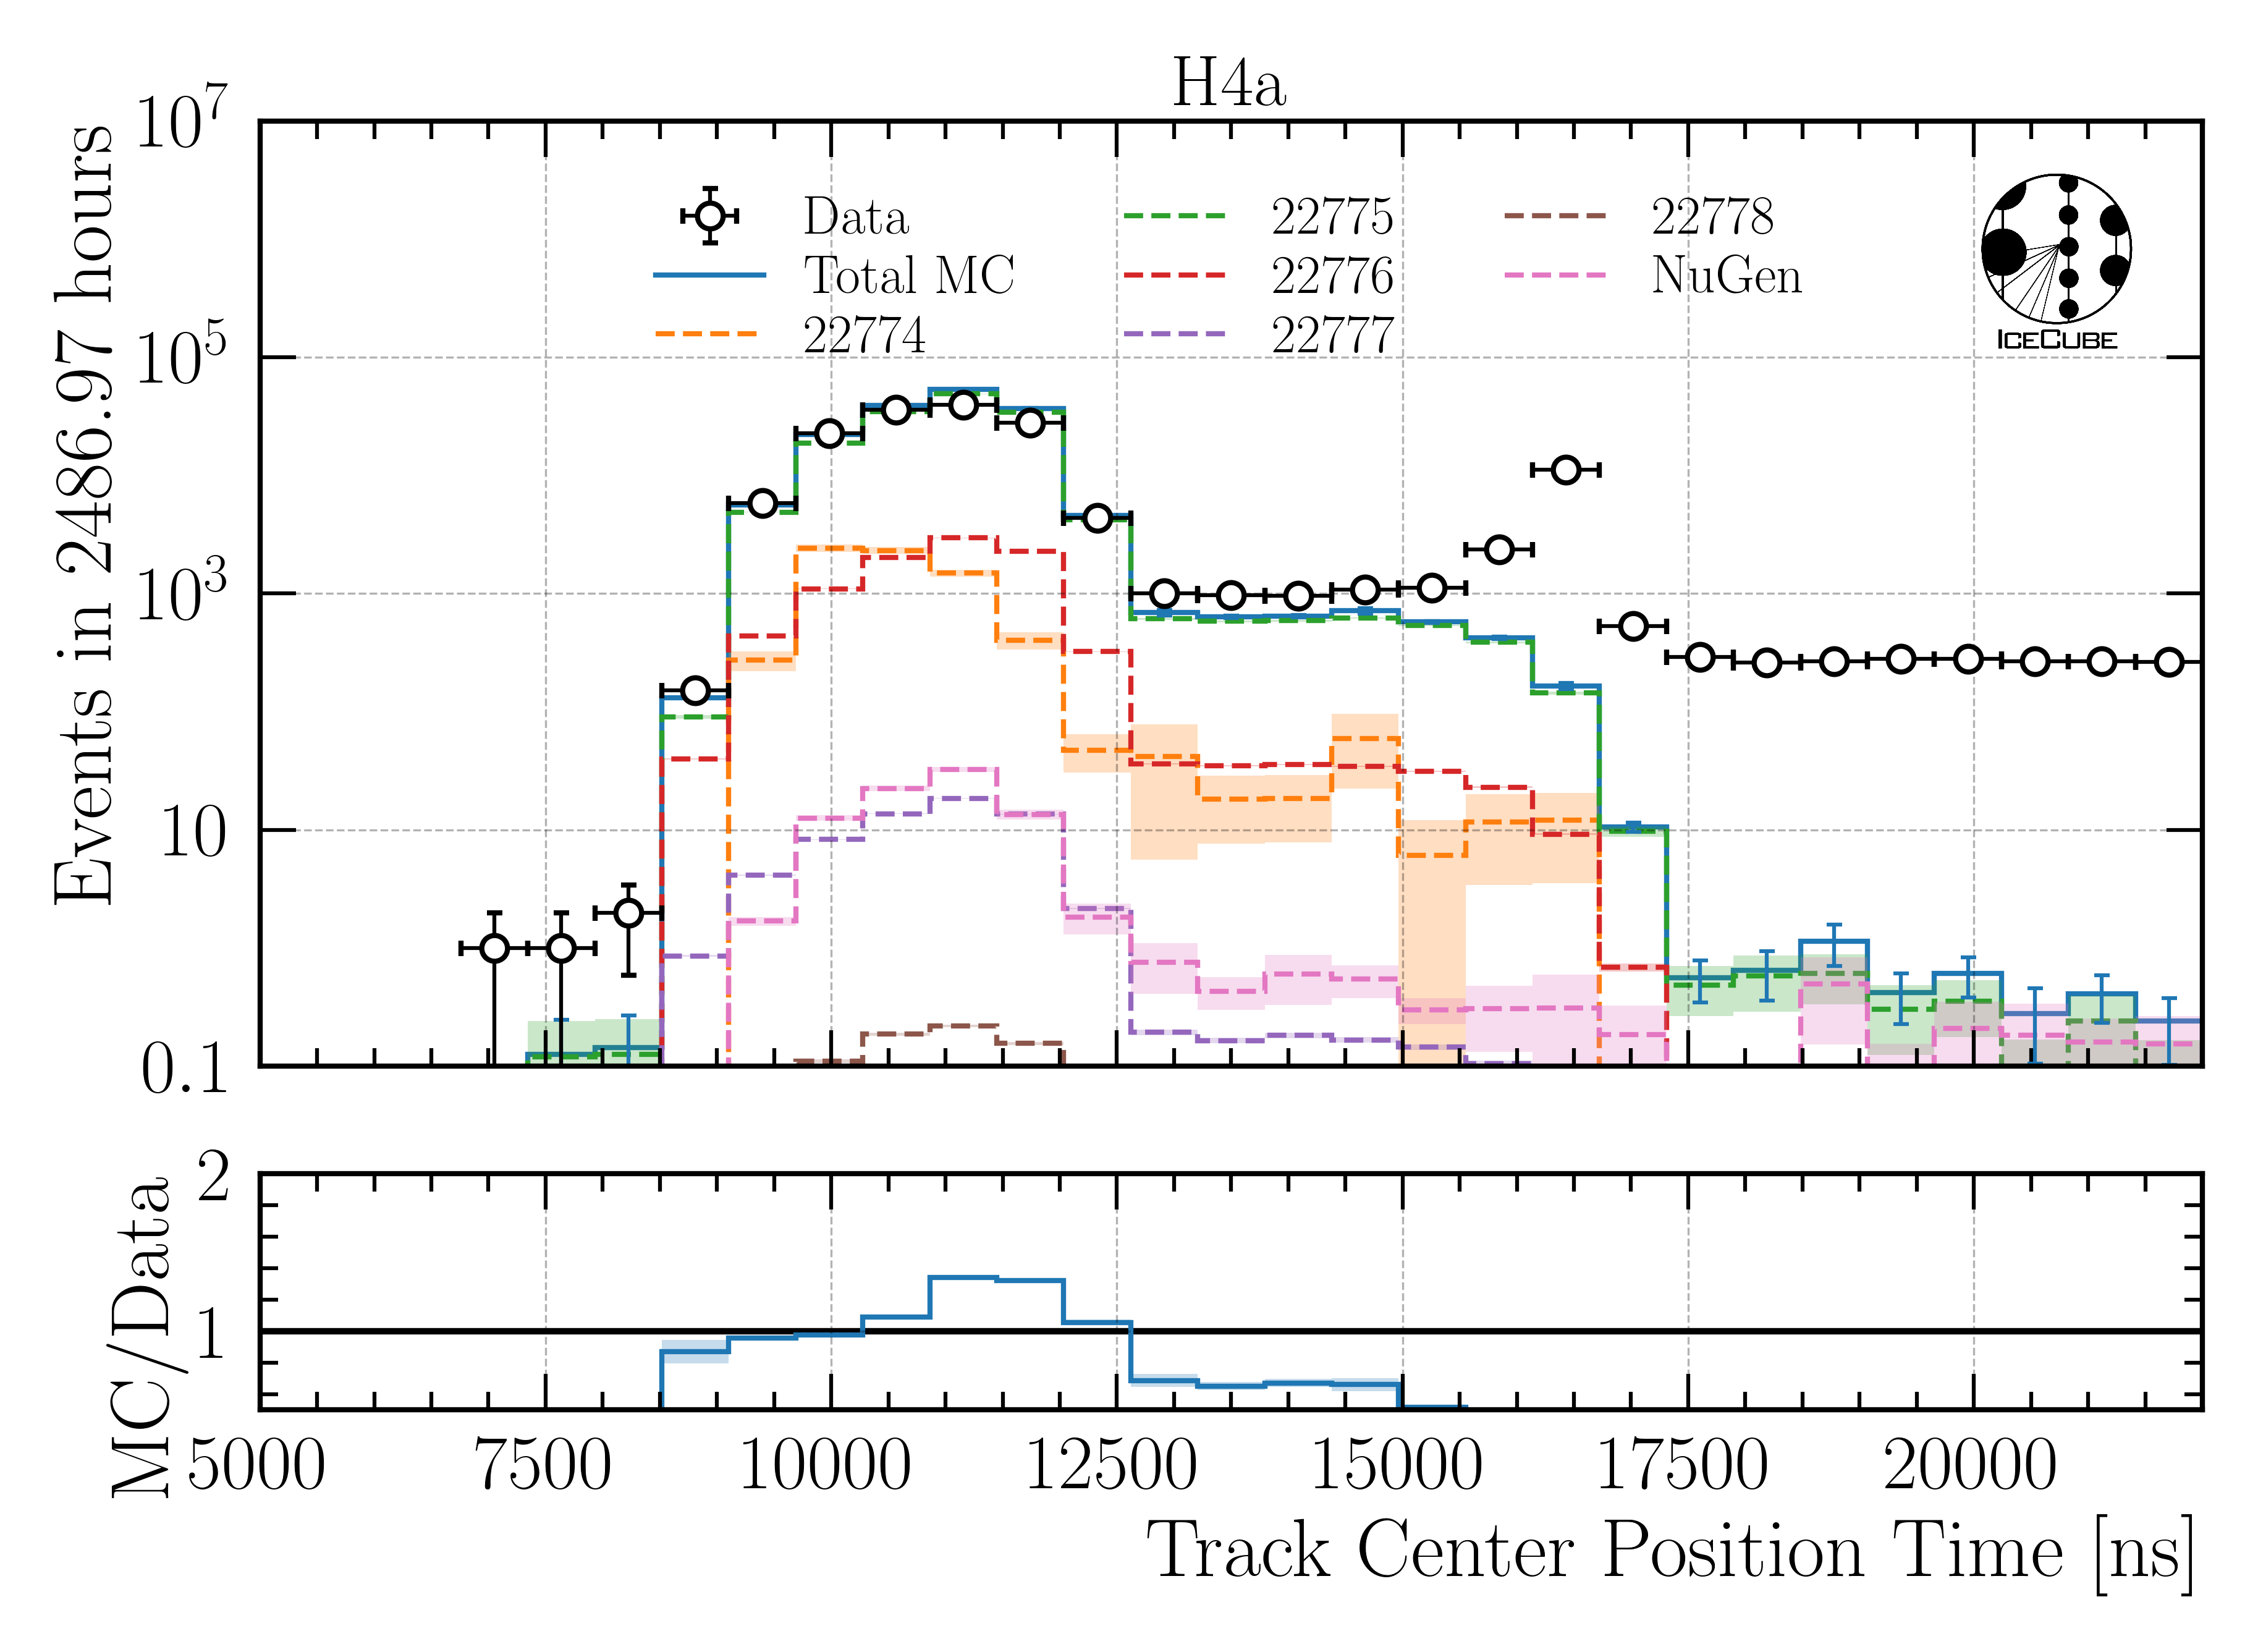 H4a
Events in 2486.97 hours
10^7
10^5
10^3
10
0.1
Data
Total MC
22774
22775
22776
22777
22778
NuGen
ICECUBE
MC/Data
2
1
5000 7500 10000 12500 15000 17500 20000
Track Center Position Time [ns]